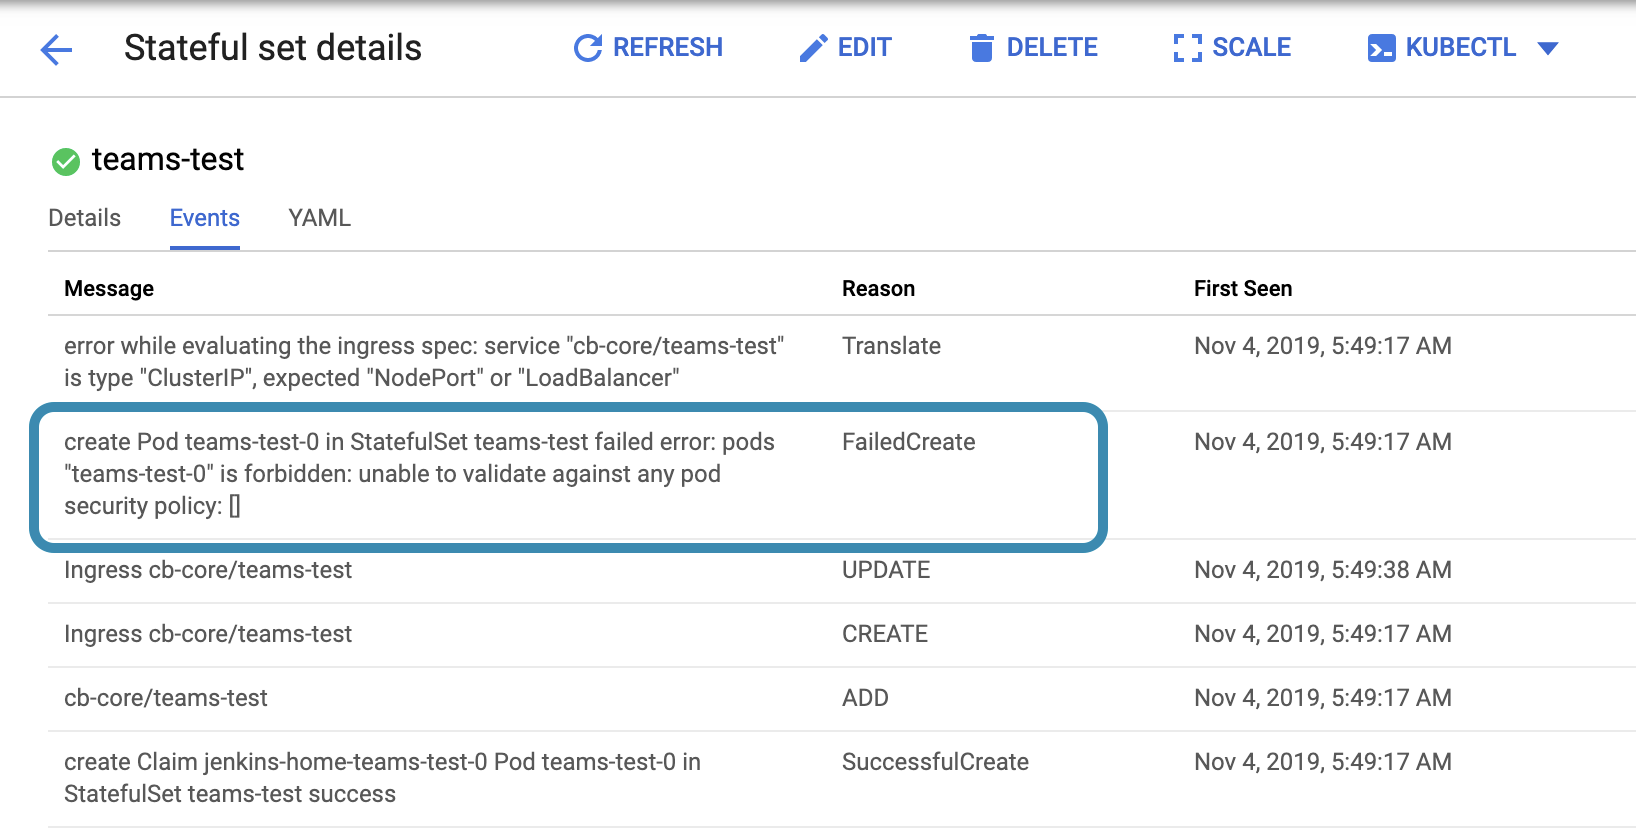 Stateful set details
REFRESH
EDIT
DELETE
SCALE
KUBECTL
teams-test
Details Events YAML
Message Reason First Seen
error while evaluating the ingress spec: service "cb-core/teams-test" Translate Nov 4, 2019, 5:49:17 AM
is type "ClusterIP", expected "NodePort" or "LoadBalancer"
create Pod teams-test-0 in StatefulSet teams-test failed error: pods FailedCreate Nov 4, 2019, 5:49:17 AM
"teams-test-0" is forbidden: unable to validate against any pod
security policy: []
Ingress cb-core/teams-test UPDATE Nov 4, 2019, 5:49:38 AM
Ingress cb-core/teams-test CREATE Nov 4, 2019, 5:49:17 AM
cb-core/teams-test ADD Nov 4, 2019, 5:49:17 AM
create Claim jenkins-home-teams-test-0 Pod teams-test-0 in SuccessfulCreate Nov 4, 2019, 5:49:17 AM
StatefulSet teams-test success